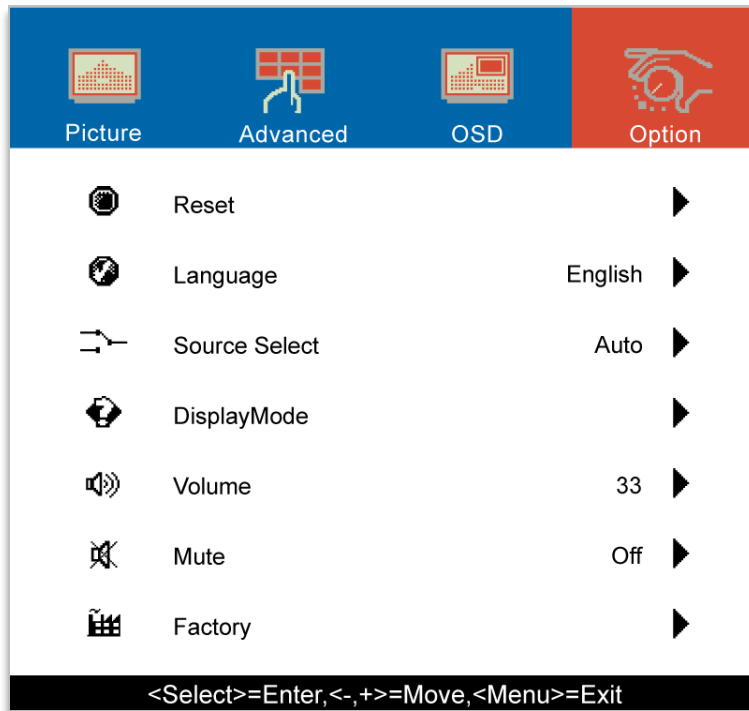 Picture Advanced OSD Option
Reset
Language English
Source Select Auto
DisplayMode
Volume 33
Mute Off
Factory
<Select>=Enter,<-,+>=Move,<Menu>=Exit